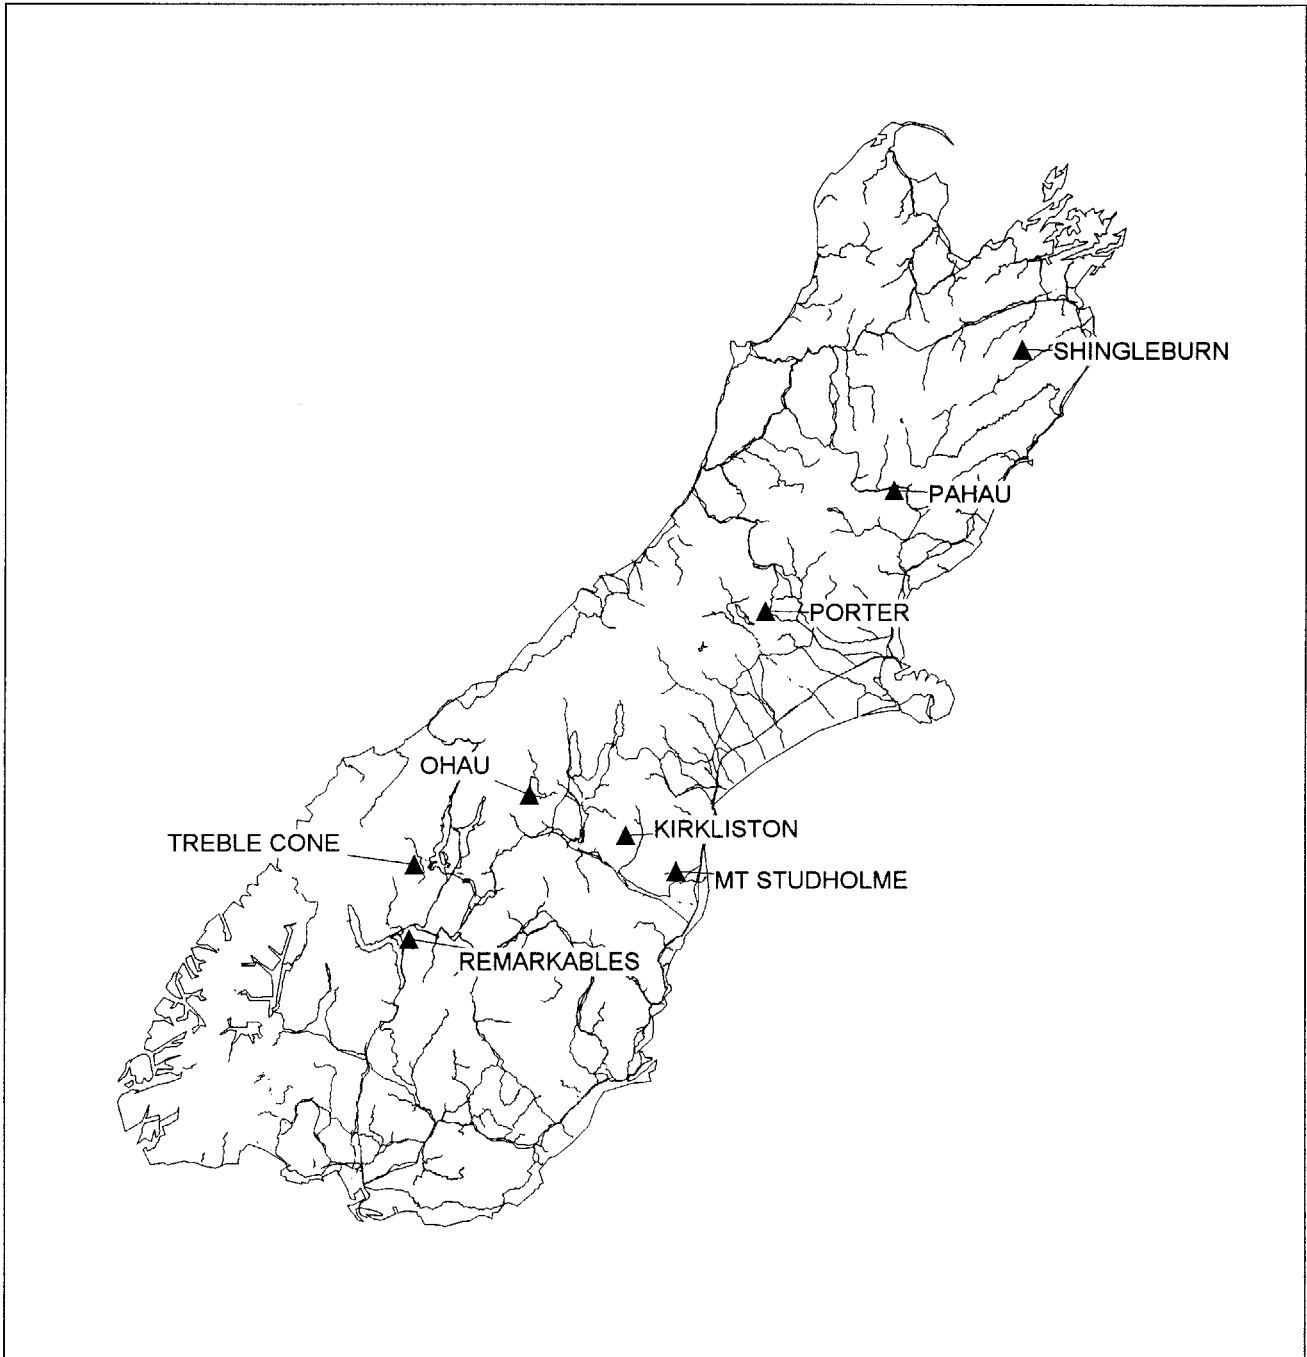 SHINGLEBURN
PAHAU
PORTER
OHAU
KIRKLISTON
TREBLE CONE
MT STUDHOLME
REMARKABLES